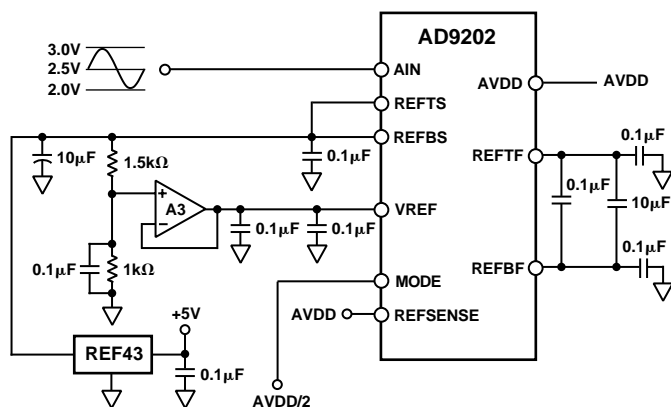 3.0V
2.5V
2.0V
AD9202
AIN
AVDD
AVDD
REFTS
10μF
1.5kΩ
0.1μF
REFBS
REFTF
0.1μF
0.1μF
10μF
+
A3
–
0.1μF
0.1μF
VREF
0.1μF
1kΩ
MODE
REFBF
0.1μF
AVDD
REFSENSE
+5V
REF43
0.1μF
AVDD/2